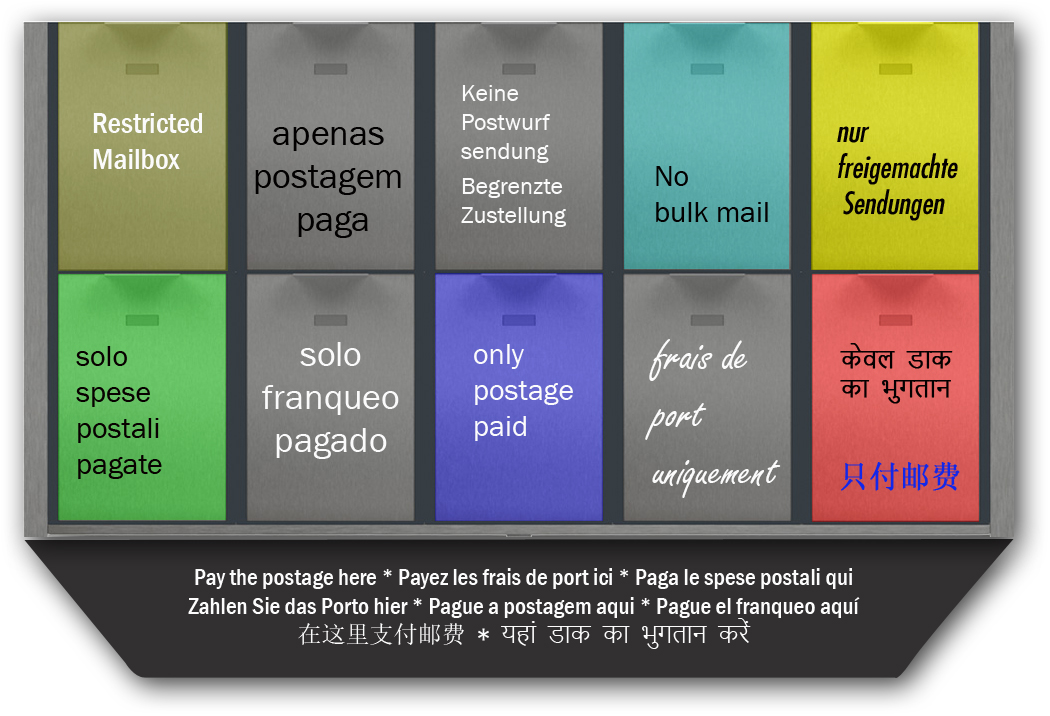 Restricted
Mailbox
apenas
postagem
paga
Keine
Postwurf
sendung
Begrenzte
Zustellung
No
bulk mail
nur
freigemachte
Sendungen
solo
spese
postali
pagate
solo
franqueo
pagado
only
postage
paid
frais de
port
uniquement
केवल डाक
का भुगतान
只付邮费
Pay the postage here * Payez les frais de port ici * Paga le spese postali qui
Zahlen Sie das Porto hier * Pague a postagem aqui * Pague el franqueo aquí
在这里支付邮费 * यहां डाक का भुगतान करें